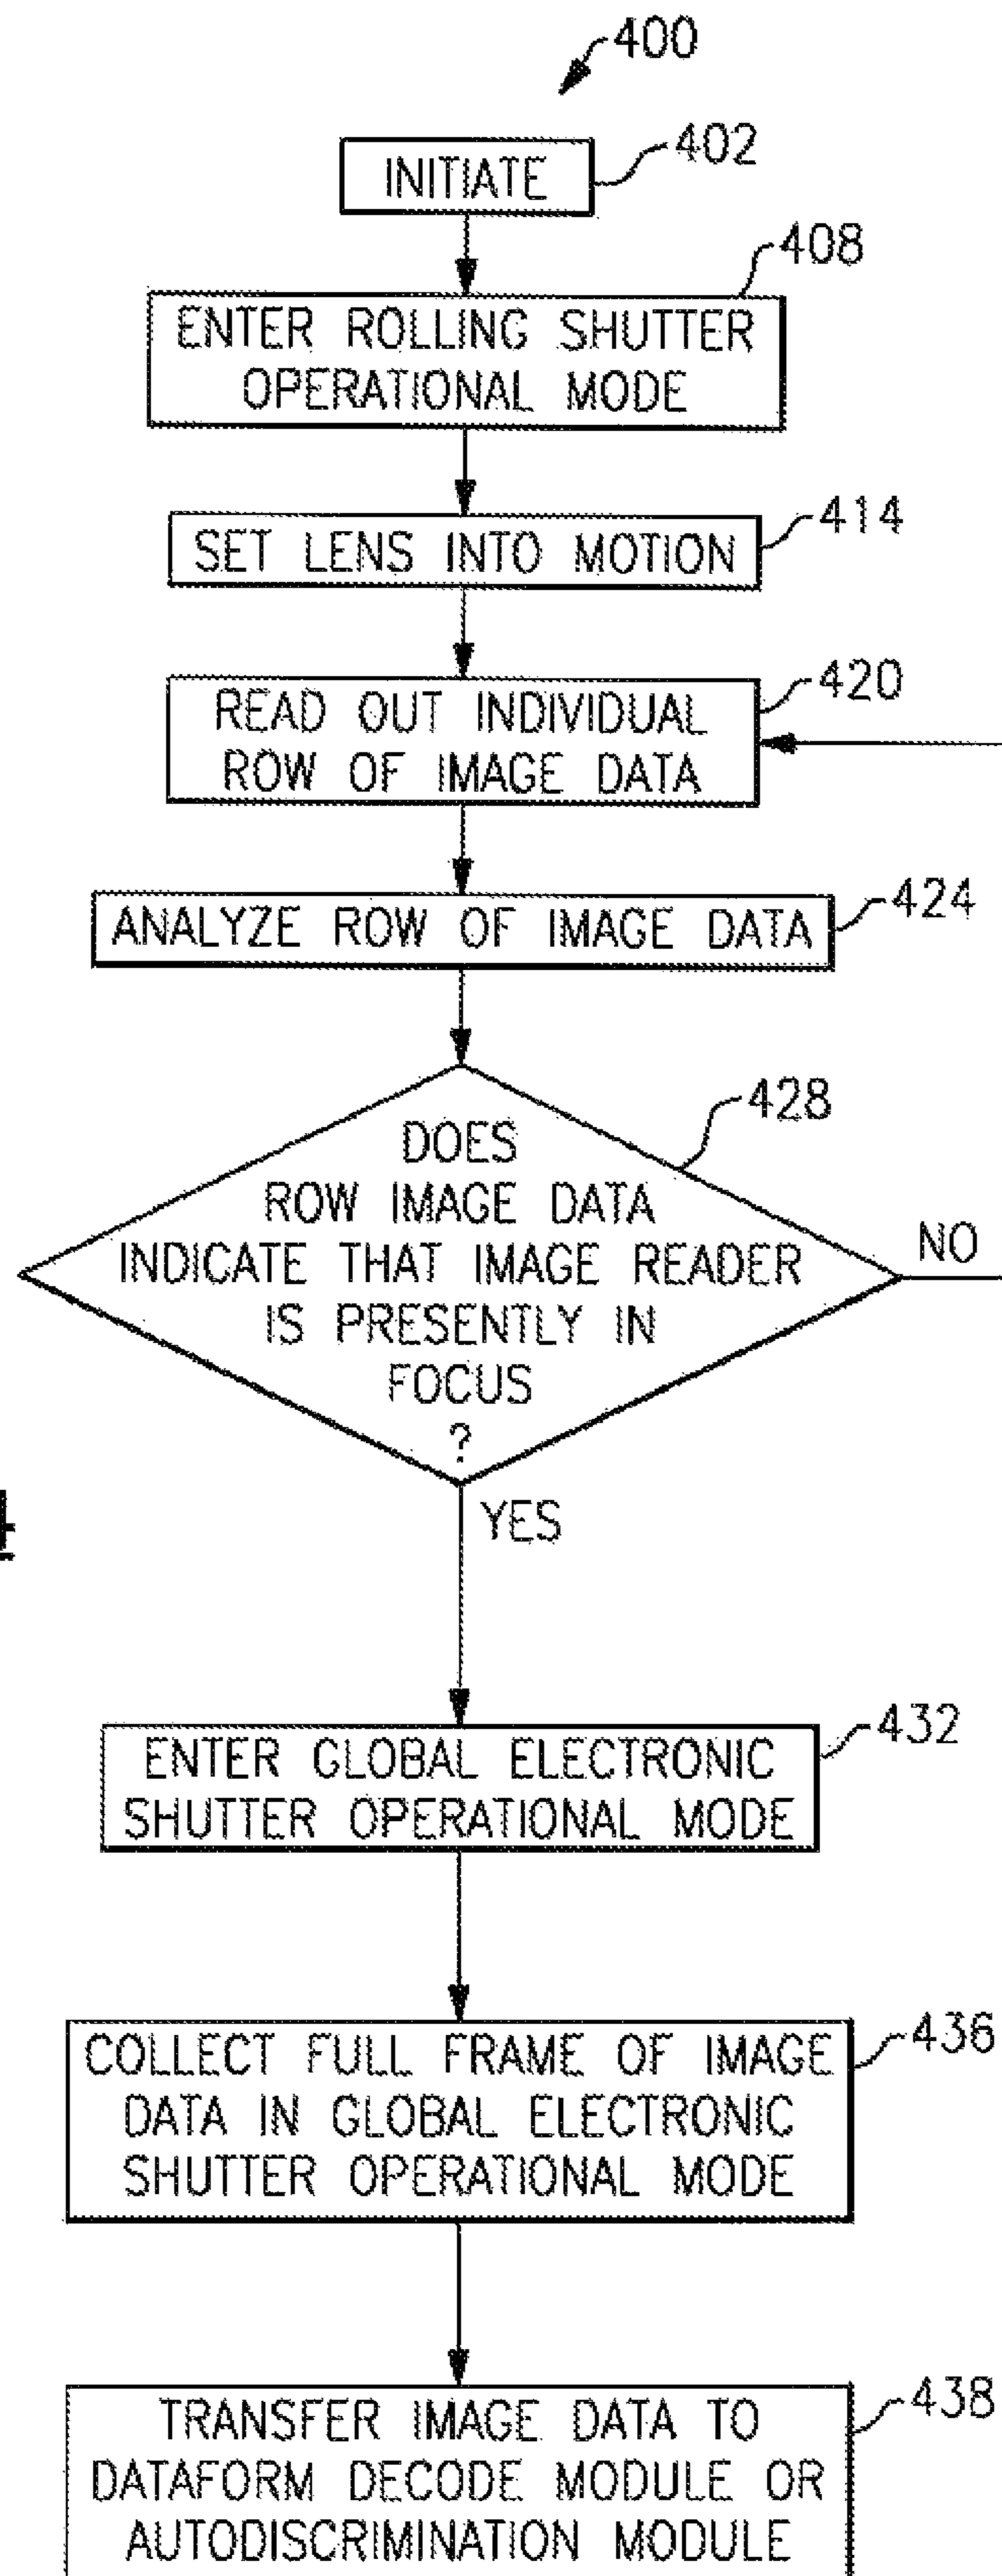 400
INITIATE
402
408
ENTER ROLLING SHUTTER
OPERATIONAL MODE
SET LENS INTO MOTION
414
READ OUT INDIVIDUAL
ROW OF IMAGE DATA
420
ANALYZE ROW OF IMAGE DATA
424
428
DOES
ROW IMAGE DATA
INDICATE THAT IMAGE READER
IS PRESENTLY IN
FOCUS
?
NO
YES
4
ENTER GLOBAL ELECTRONIC
SHUTTER OPERATIONAL MODE
432
COLLECT FULL FRAME OF IMAGE
DATA IN GLOBAL ELECTRONIC
SHUTTER OPERATIONAL MODE
436
TRANSFER IMAGE DATA TO
DATAFORM DECODE MODULE OR
AUTODISCRIMINATION MODULE
438